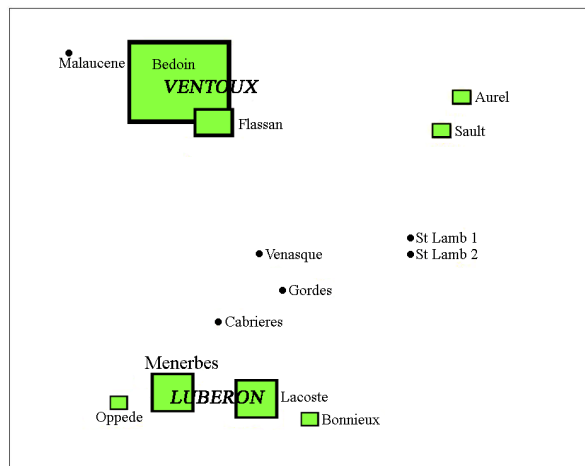 Malaucene
Bedoin
VENTOUX
Flassan
Aurel
Sault
St Lamb 1
St Lamb 2
Venasque
Gordes
Cabrieres
Menerbes
LUBERON
Lacoste
Oppede
Bonnieux